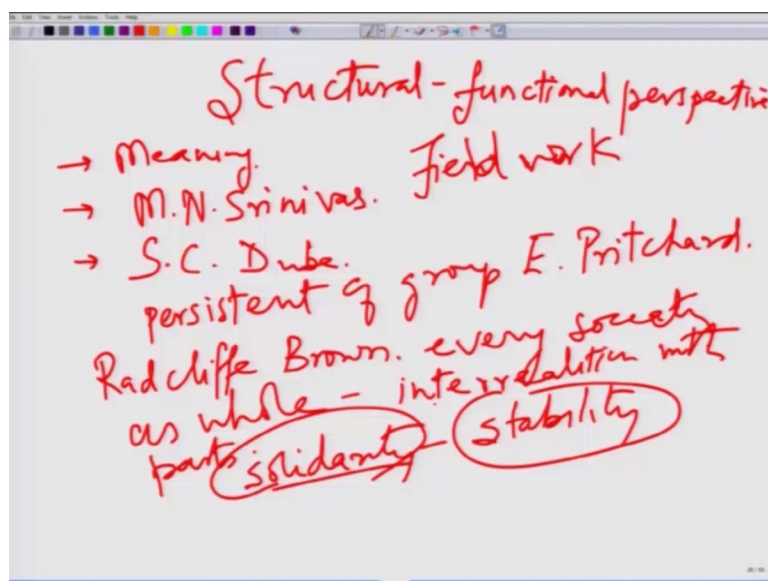 Structural-functional perspective
→ Meaning. Field work
→ M.N. Srinivas.
→ S.C. Dube.
persistent of group E. Pritchard.
Radcliffe Brown. every society
as whole - interrelation with
parts solidarity - stability